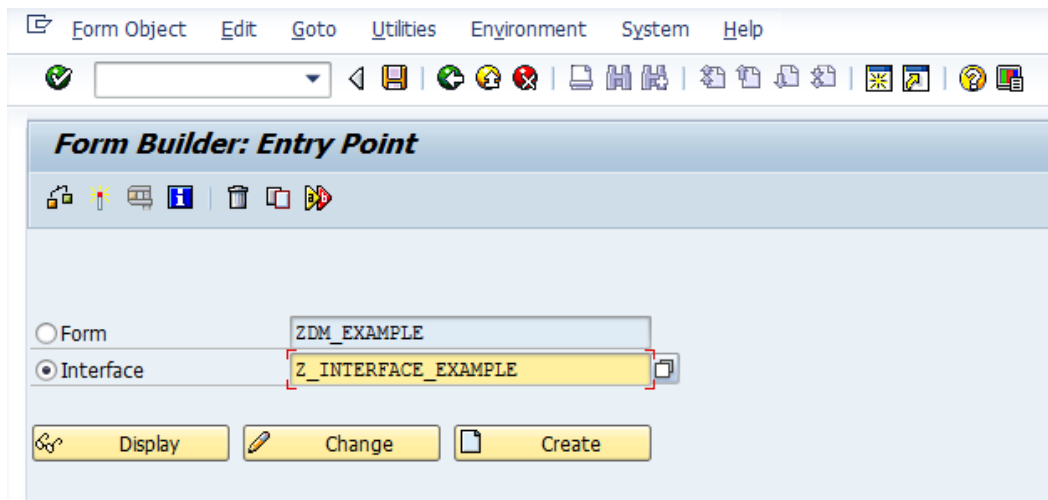 Form Object Edit Goto Utilities Environment System Help
Form Builder: Entry Point
Form ZDM_EXAMPLE
Interface Z_INTERFACE_EXAMPLE
Display Change Create